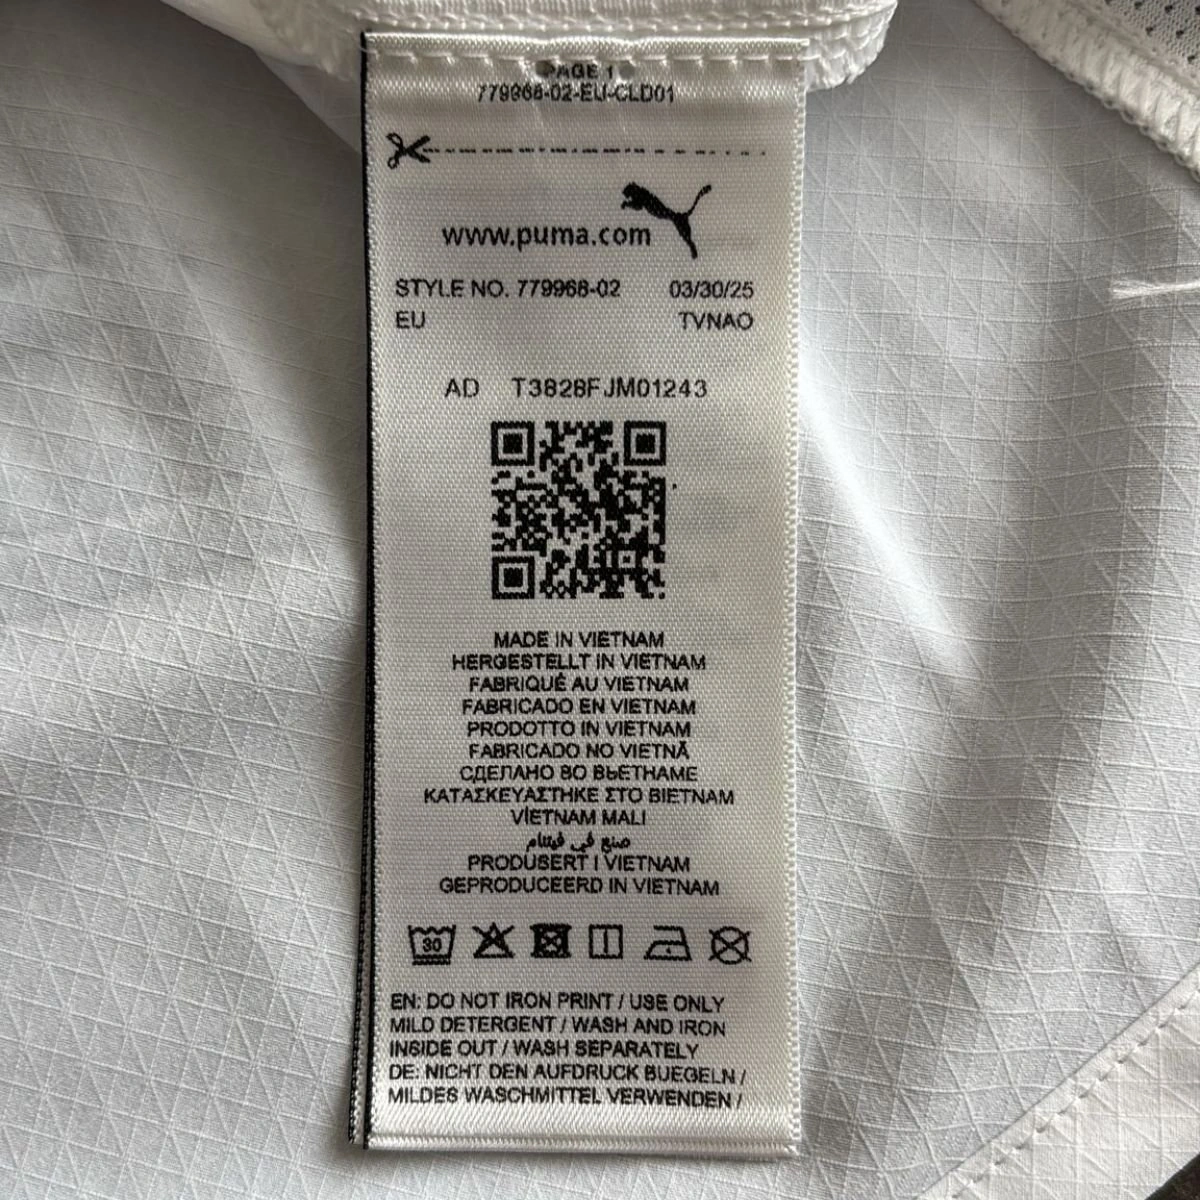 PAGE 1
779968-02-EU-CLD01
www.puma.com
STYLE NO. 779968-02 03/30/25
EU TVNAO
AD T3828FJM01243
MADE IN VIETNAM
HERGESTELLT IN VIETNAM
FABRIQUÉ AU VIETNAM
FABRICADO EN VIETNAM
PRODOTTO IN VIETNAM
FABRICADO NO VIETNÃ
СДЕЛАНО ВО ВЬЕТНАМЕ
ΚΑΤΑΣΚΕΥΑΣΤΗΚΕ ΣΤΟ ΒΙΕΤΝΑΜ
VİETNAM MALI
صنع في فيتنام
PRODUSERT I VIETNAM
GEPRODUCEERD IN VIETNAM
30
EN: DO NOT IRON PRINT / USE ONLY
MILD DETERGENT / WASH AND IRON
INSIDE OUT / WASH SEPARATELY
DE: NICHT DEN AUFDRUCK BUEGELN /
MILDES WASCHMITTEL VERWENDEN /